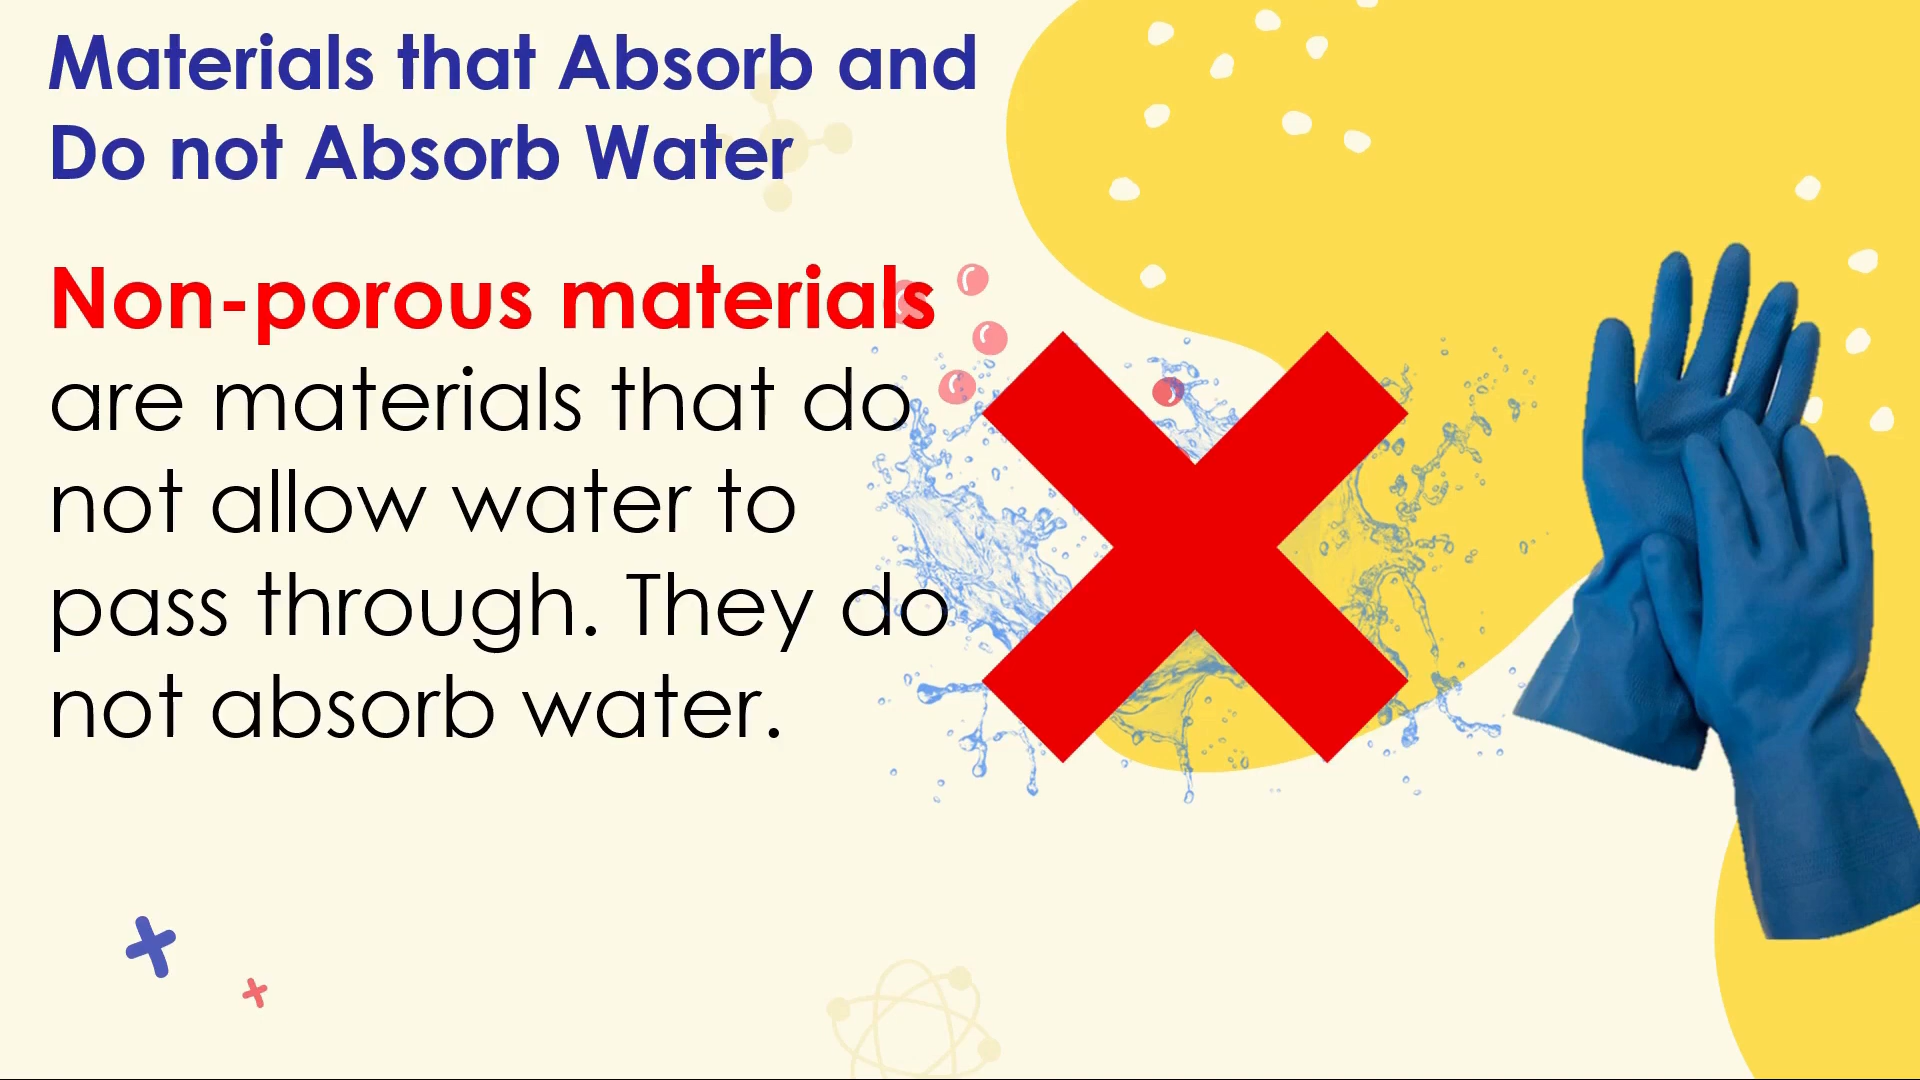 Materials that Absorb and
Do not Absorb Water
Non-porous materials
are materials that do
not allow water to
pass through. They do
not absorb water.